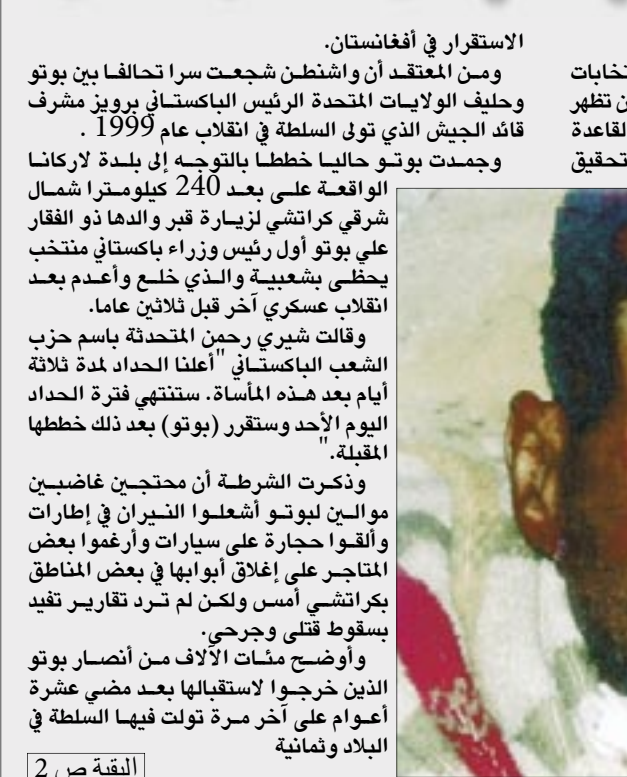 الاستقرار في أفغانستان.
ومن المعتقد أن واشنطن شجعت سرا تحالفا بين بوتو
وحليف الولايات المتحدة الرئيس الباكستاني برويز مشرف
قائد الجيش الذي تولى السلطة في انقلاب عام 1999 .
وجمدت بوتو حاليا خططا بالتوجه إلى بلدة لاركانا
الواقعة على بعد 240 كيلومترا شمال
شرقي كراتشي لزيارة قبر والدها ذو الفقار
علي بوتو أول رئيس وزراء باكستاني منتخب
يحظى بشعبية والذي خلع وأعدم بعد
انقلاب عسكري آخر قبل ثلاثين عاما.
وقالت شيري رحمن المتحدثة باسم حزب
الشعب الباكستاني "أعلنا الحداد لمدة ثلاثة
أيام بعد هذه المأساة. ستنتهي فترة الحداد
اليوم الأحد وستقرر (بوتو) بعد ذلك خططها
المقبلة."
وذكرت الشرطة أن محتجين غاضبين
موالين لبوتو أشعلوا النيران في إطارات
وألقوا حجارة على سيارات وأرغموا بعض
المتاجر على إغلاق أبوابها في بعض المناطق
بكراتشي أمس ولكن لم ترد تقارير تفيد
بسقوط قتلى وجرحى.
وأوضح مئات الآلاف من أنصار بوتو
الذين خرجوا لاستقبالها بعد مضي عشرة
أعوام على آخر مرة تولت فيها السلطة في
البلاد وثمانية
البقية ص 2
تظهر
تحقيق